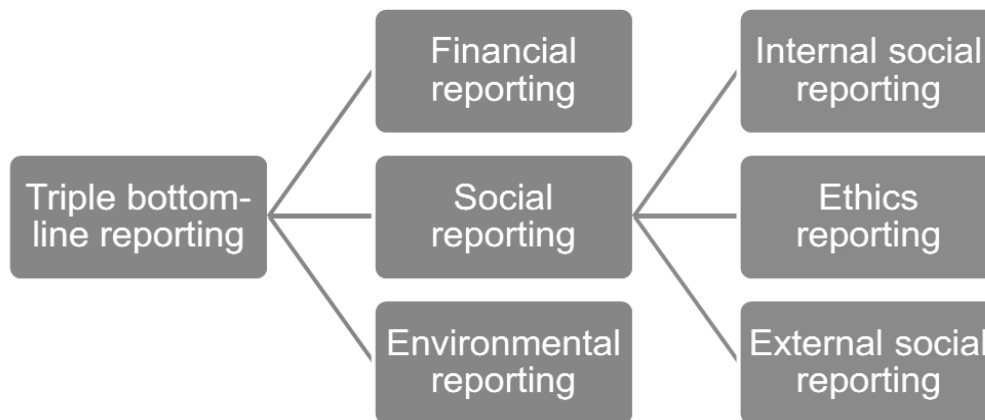 Financial
reporting
Internal social
reporting
Triple bottom-
line reporting
Social
reporting
Ethics
reporting
Environmental
reporting
External social
reporting